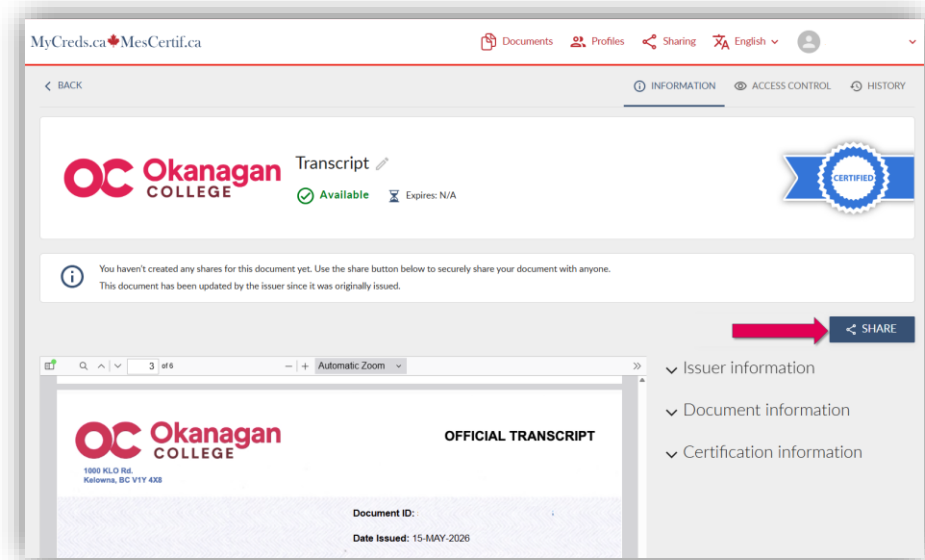 MyCreds.ca MesCertif.ca
Documents Profiles Sharing English
BACK
INFORMATION ACCESS CONTROL HISTORY
OC Okanagan
COLLEGE
Transcript
Available Expires: N/A
CERTIFIED
You haven't created any shares for this document yet. Use the share button below to securely share your document with anyone.
This document has been updated by the issuer since it was originally issued.
SHARE
3 of 6
Automatic Zoom
Issuer information
Document information
Certification information
OC Okanagan
COLLEGE
OFFICIAL TRANSCRIPT
1000 KLO Rd.
Kelowna, BC V1Y 4X8
Document ID:
Date Issued: 15-MAY-2026